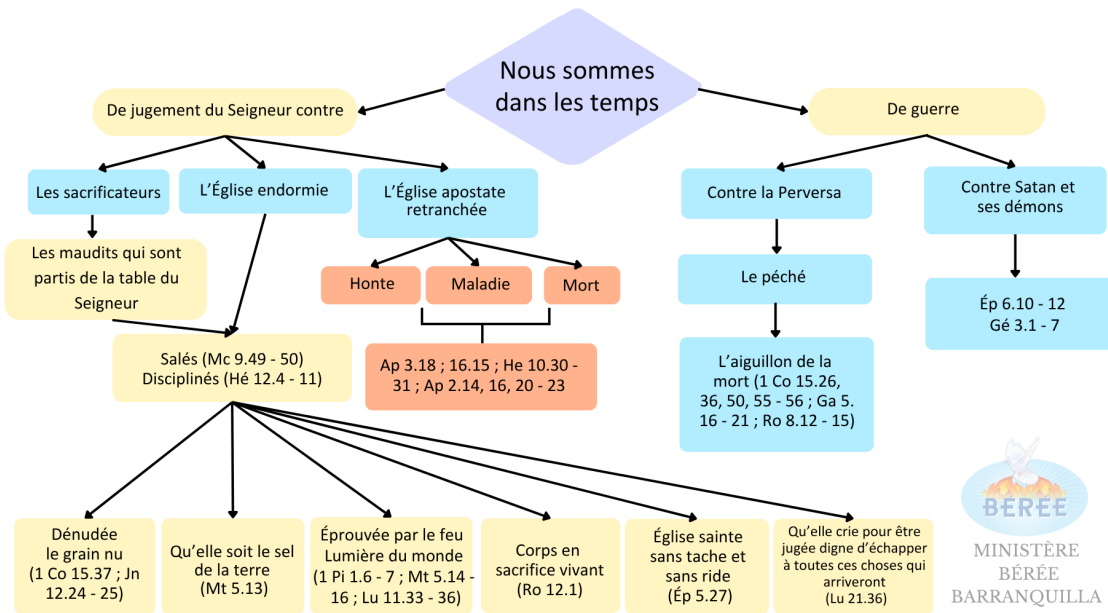 Nous sommes
dans les temps
De jugement du Seigneur contre
De guerre
Les sacrificateurs
L'Église endormie
L'Église apostate
retranchée
Contre la Perversa
Contre Satan et
ses démons
Les maudits qui sont
partis de la table du
Seigneur
Honte
Maladie
Mort
Le péché
Ép 6.10 - 12
Gé 3.1 - 7
Salés (Mc 9.49 - 50)
Disciplinés (Hé 12.4 - 11)
Ap 3.18 ; 16.15 ; He 10.30 -
31 ; Ap 2.14, 16, 20 - 23
L'aiguillon de la
mort (1 Co 15.26,
36, 50, 55 - 56 ; Ga 5.
16 - 21 ; Ro 8.12 - 15)
Dénudée
le grain nu
(1 Co 15.37 ; Jn
12.24 - 25)
Qu'elle soit le sel
de la terre
(Mt 5.13)
Éprouvée par le feu
Lumière du monde
(1 Pi 1.6 - 7 ; Mt 5.14 -
16 ; Lu 11.33 - 36)
Corps en
sacrifice vivant
(Ro 12.1)
Église sainte
sans tache et
sans ride
(Ép 5.27)
Qu'elle crie pour être
jugée digne d'échapper
à toutes ces choses qui
arriveront
(Lu 21.36)
BÉRÉE
MINISTÈRE
BÉRÉE
BARRANQUILLA